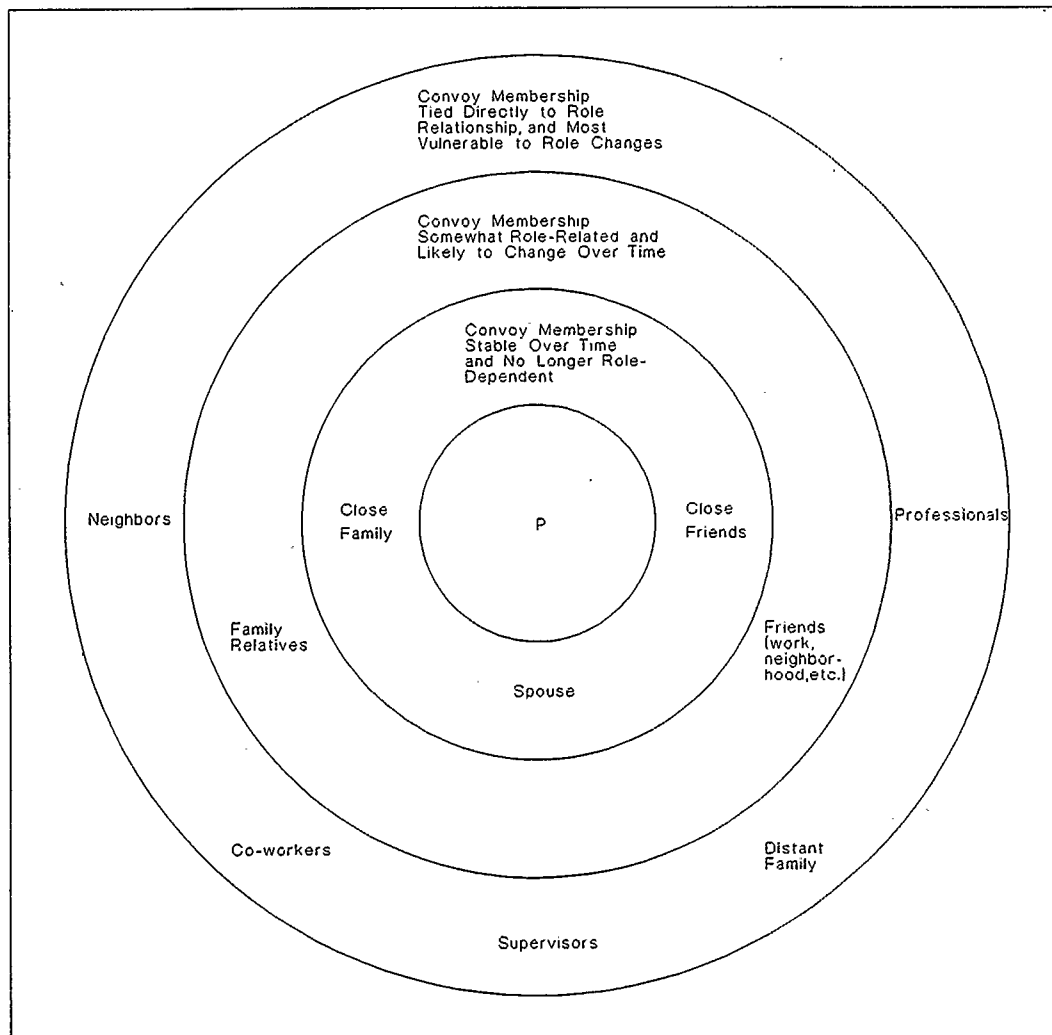 Convoy Membership
Tied Directly to Role
Relationship, and Most
Vulnerable to Role Changes
Convoy Membership
Somewhat Role-Related and
Likely to Change Over Time
Convoy Membership
Stable Over Time
and No Longer Role-
Dependent
Neighbors
Close
Family
P
Close
Friends
Professionals
Family
Relatives
Friends
(work,
neighbor-
hood,etc.)
Spouse
Co-workers
Distant
Family
Supervisors